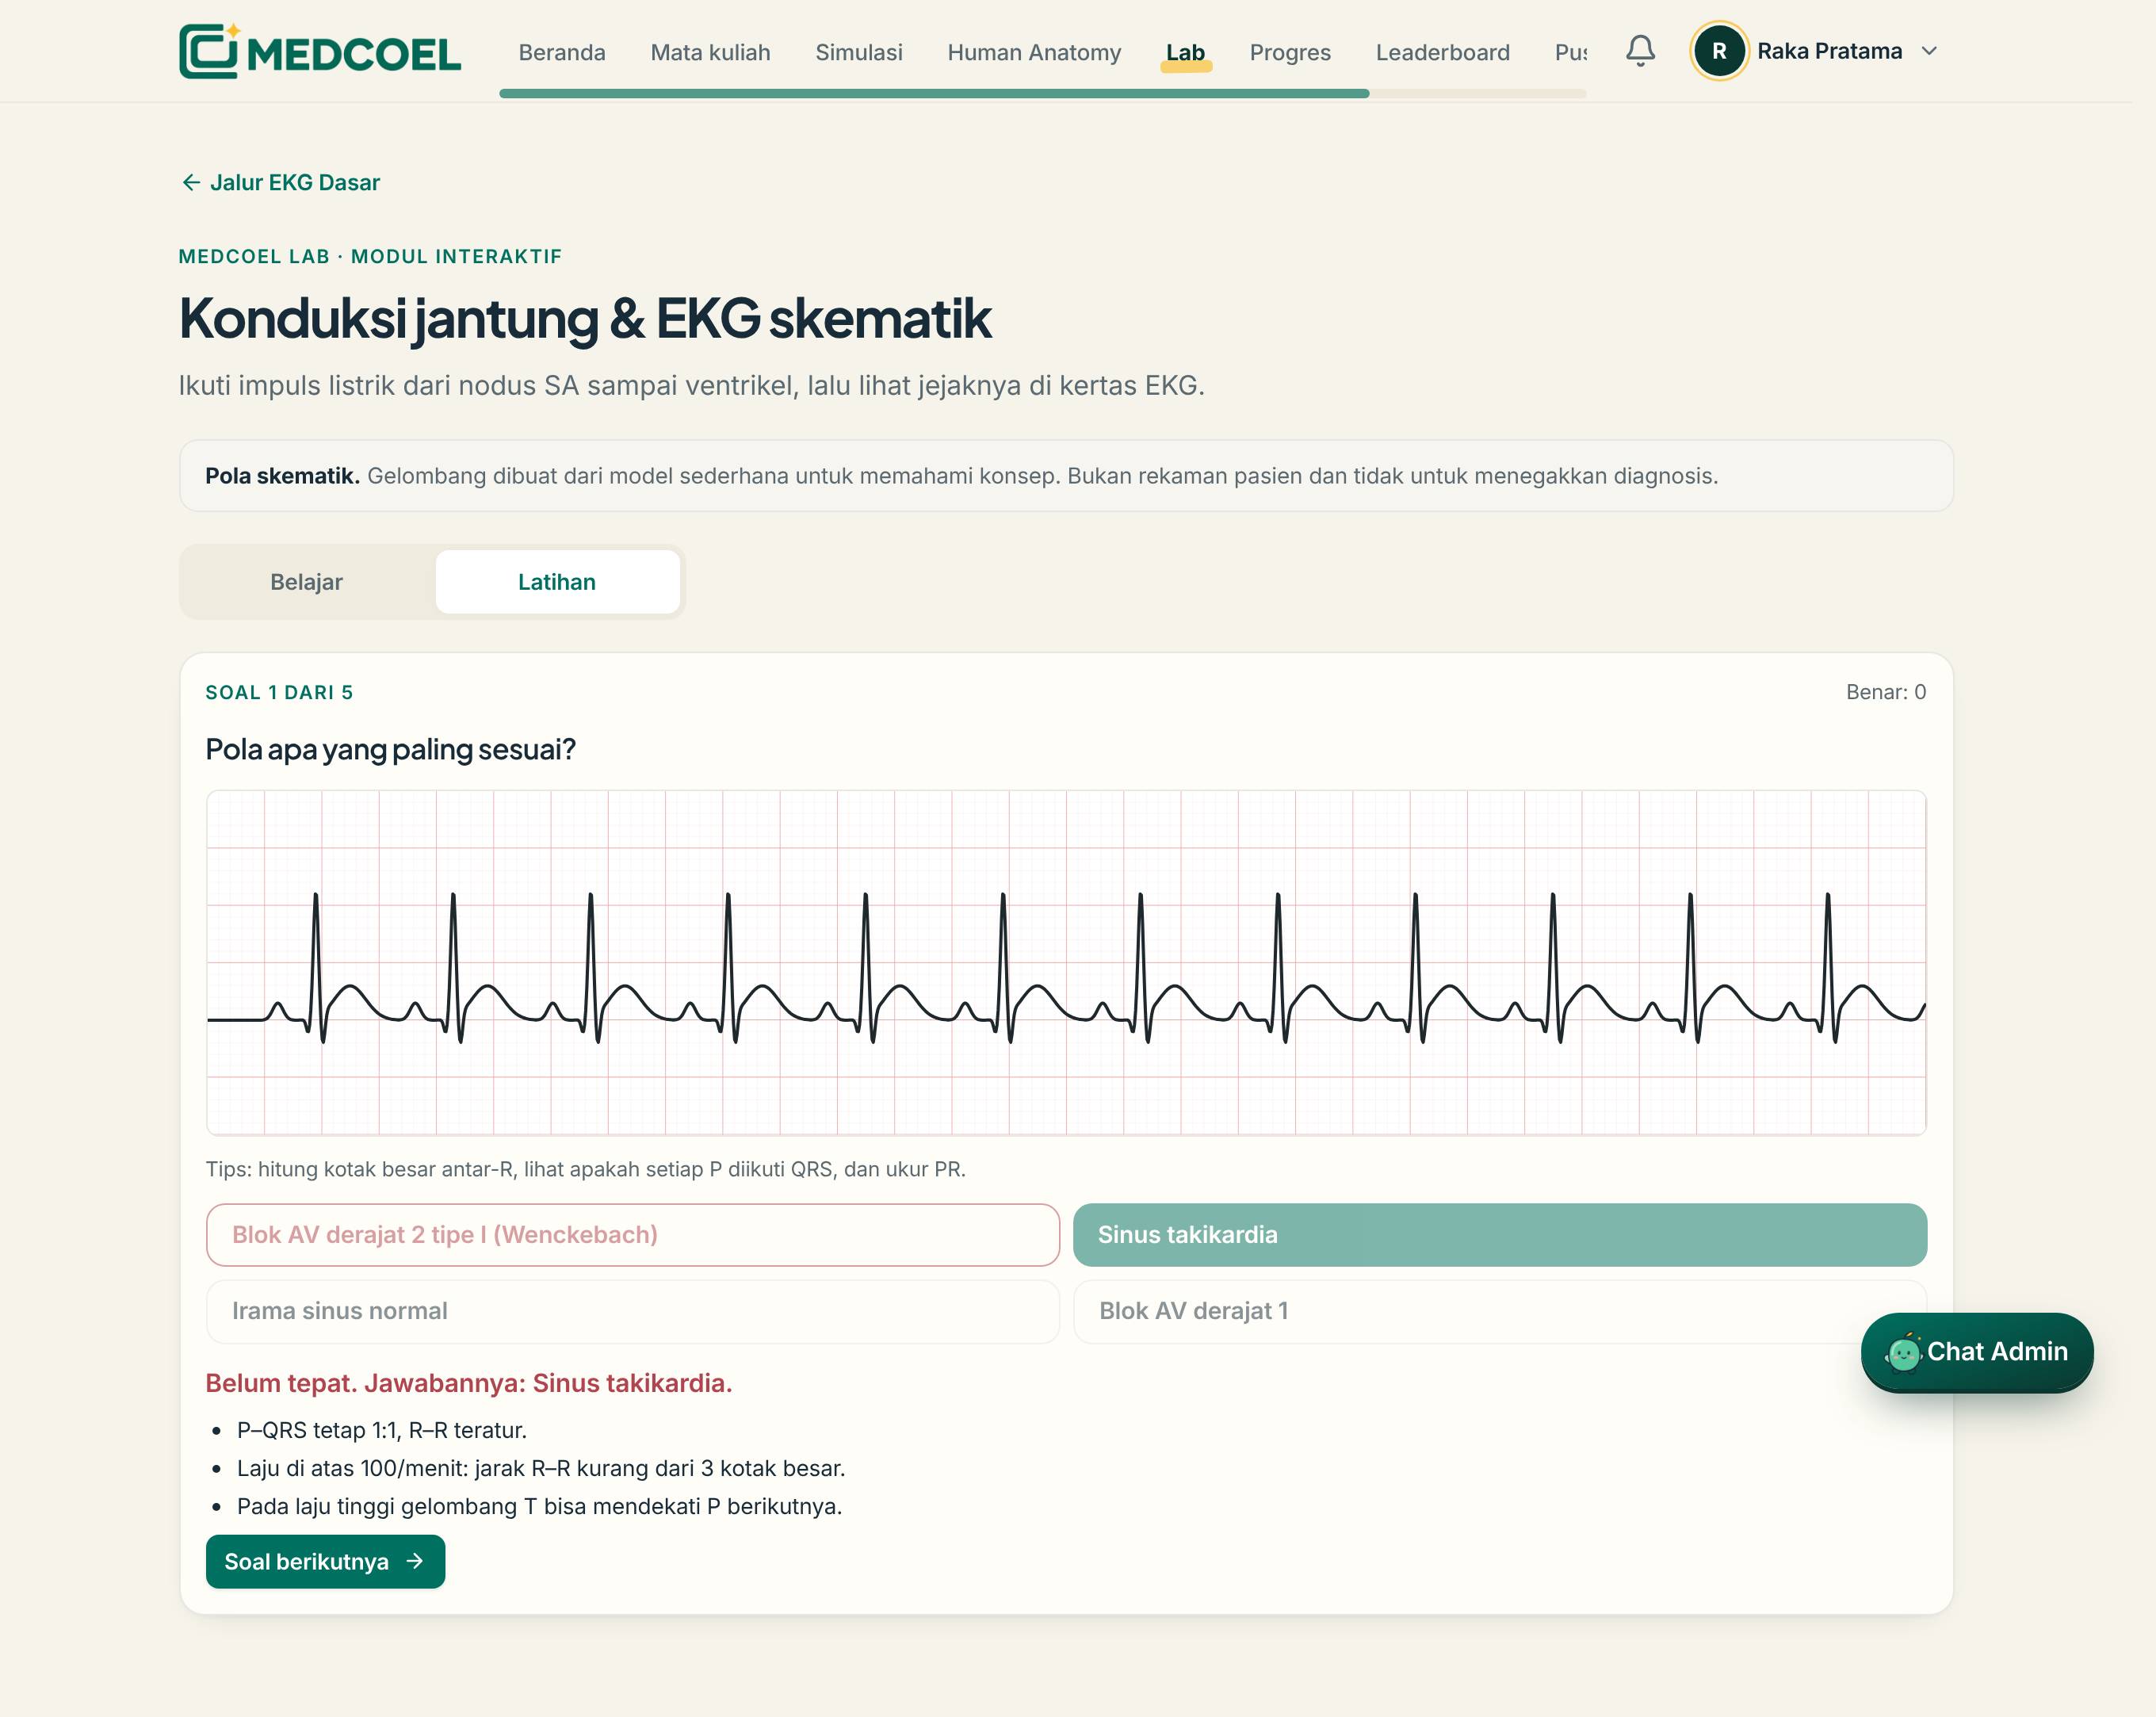 MEDCOEL
Beranda Mata kuliah Simulasi Human Anatomy Lab Progres Leaderboard
R Raka Pratama
← Jalur EKG Dasar
MEDCOEL LAB · MODUL INTERAKTIF
Konduksi jantung & EKG skematik
Ikuti impuls listrik dari nodus SA sampai ventrikel, lalu lihat jejaknya di kertas EKG.
Pola skematik. Gelombang dibuat dari model sederhana untuk memahami konsep. Bukan rekaman pasien dan tidak untuk menegakkan diagnosis.
Belajar Latihan
SOAL 1 DARI 5 Benar: 0
Pola apa yang paling sesuai?
Tips: hitung kotak besar antar-R, lihat apakah setiap P diikuti QRS, dan ukur PR.
Blok AV derajat 2 tipe I (Wenckebach) Sinus takikardia
Irama sinus normal Blok AV derajat 1
Chat Admin
Belum tepat. Jawabannya: Sinus takikardia.
• P–QRS tetap 1:1, R–R teratur.
• Laju di atas 100/menit: jarak R–R kurang dari 3 kotak besar.
• Pada laju tinggi gelombang T bisa mendekati P berikutnya.
Soal berikutnya →